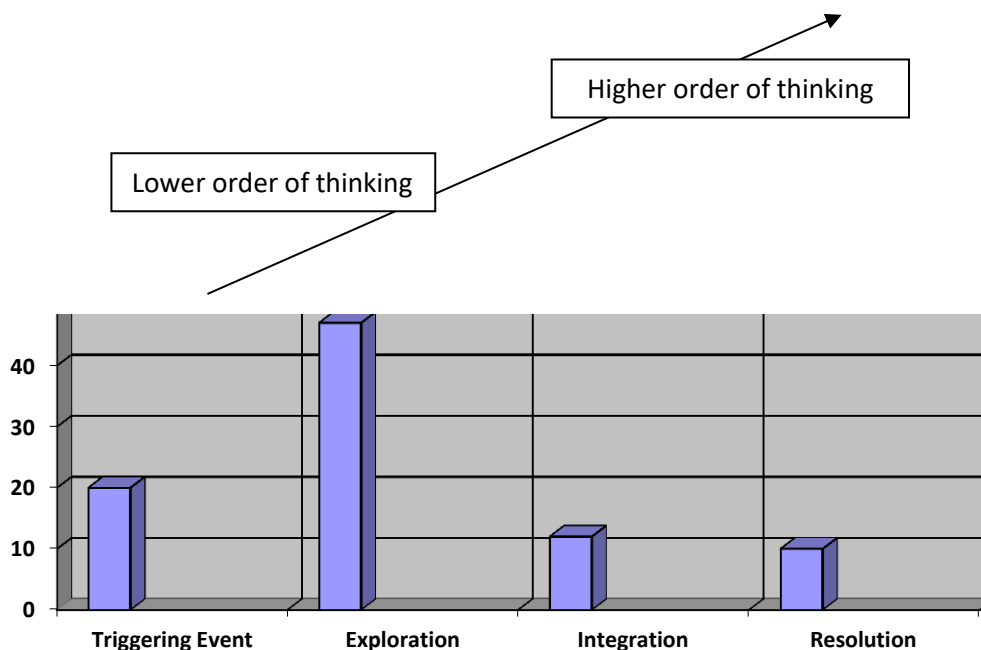 Higher order of thinking
Lower order of thinking
40
30
20
10
0
Triggering Event
Exploration
Integration
Resolution